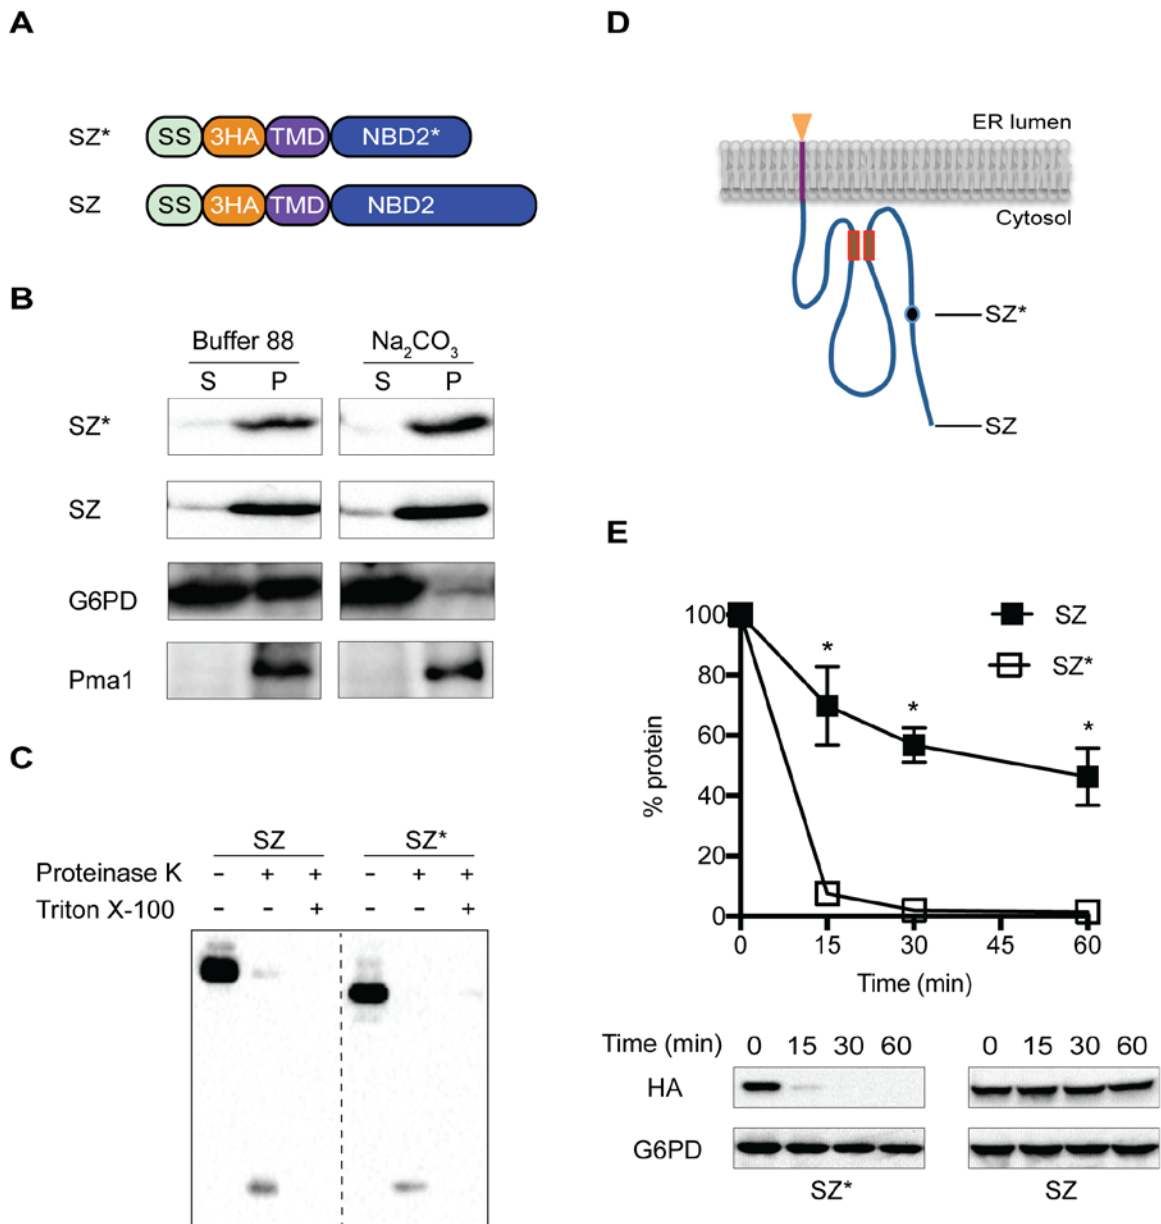 A
SZ* SS 3HA TMD NBD2*
SZ SS 3HA TMD NBD2
B
Buffer 88 Na2CO3
S P S P
SZ*
SZ
G6PD
Pma1
C
SZ SZ*
Proteinase K - + + - + +
Triton X-100 - - + - - +
D
ER lumen
Cytosol
SZ*
SZ
E
SZ
SZ*
* * *
% protein
100
80
60
40
20
0
0 15 30 45 60
Time (min)
Time (min) 0 15 30 60 0 15 30 60
HA
G6PD
SZ* SZ